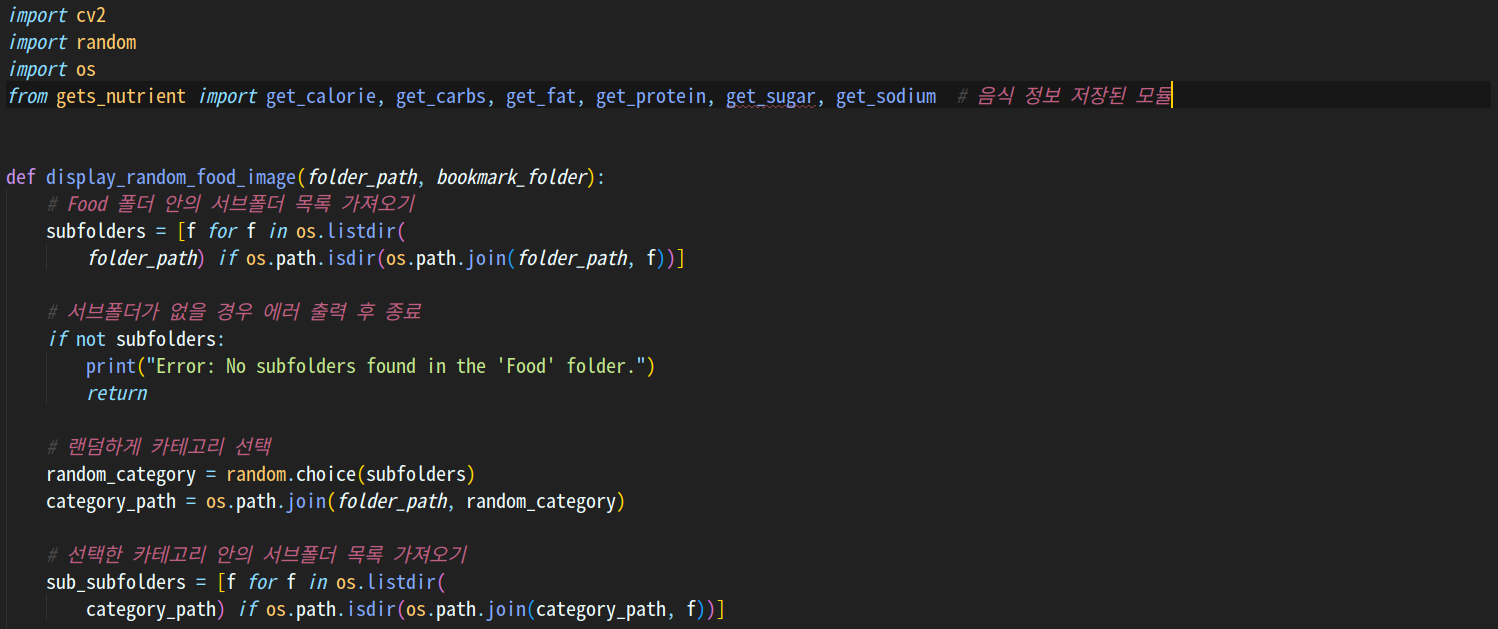 import cv2
import random
import os
from gets_nutrient import get_calorie, get_carbs, get_fat, get_protein, get_sugar, get_sodium  # 음식 정보 저장된 모듈
def display_random_food_image(folder_path, bookmark_folder):
    # Food 폴더 안의 서브폴더 목록 가져오기
    subfolders = [f for f in os.listdir(
        folder_path) if os.path.isdir(os.path.join(folder_path, f))]
    # 서브폴더가 없을 경우 에러 출력 후 종료
    if not subfolders:
        print("Error: No subfolders found in the 'Food' folder.")
        return
    # 랜덤하게 카테고리 선택
    random_category = random.choice(subfolders)
    category_path = os.path.join(folder_path, random_category)
    # 선택한 카테고리 안의 서브폴더 목록 가져오기
    sub_subfolders = [f for f in os.listdir(
        category_path) if os.path.isdir(os.path.join(category_path, f))]